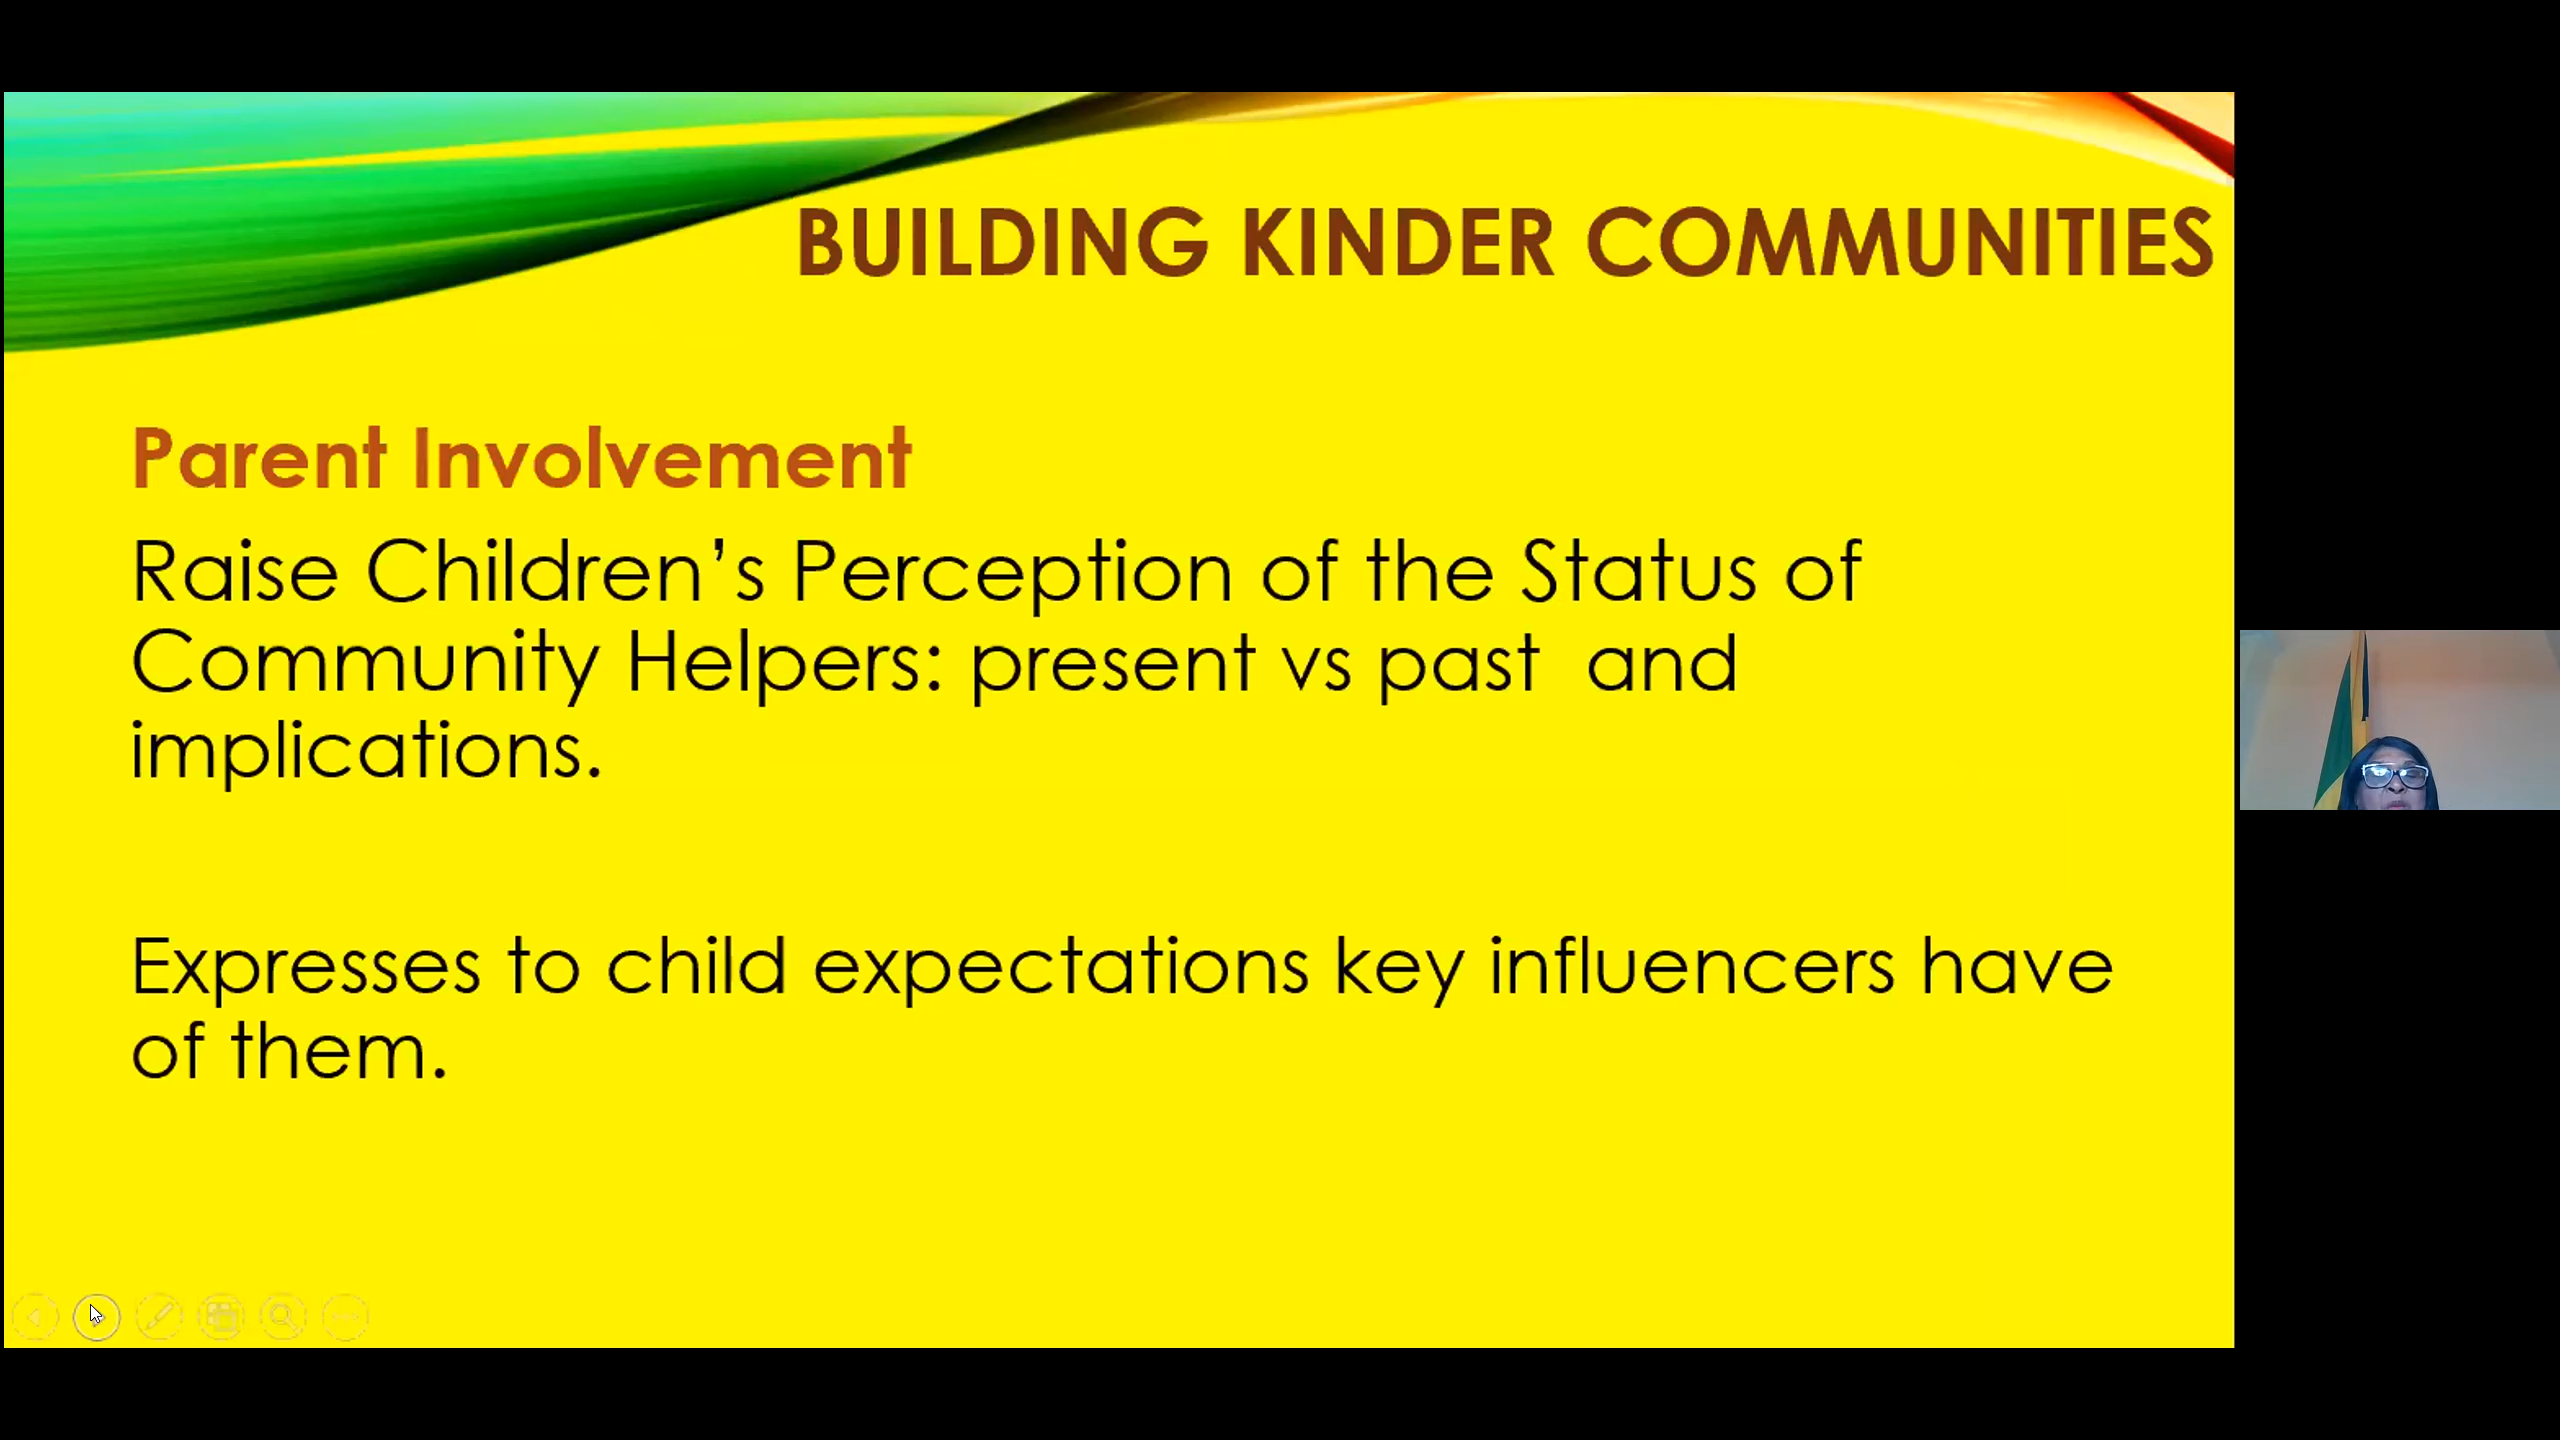 BUILDING KINDER COMMUNITIES
Parent Involvement
Raise Children’s Perception of the Status of
Community Helpers: present vs past  and
implications.
Expresses to child expectations key influencers have
of them.